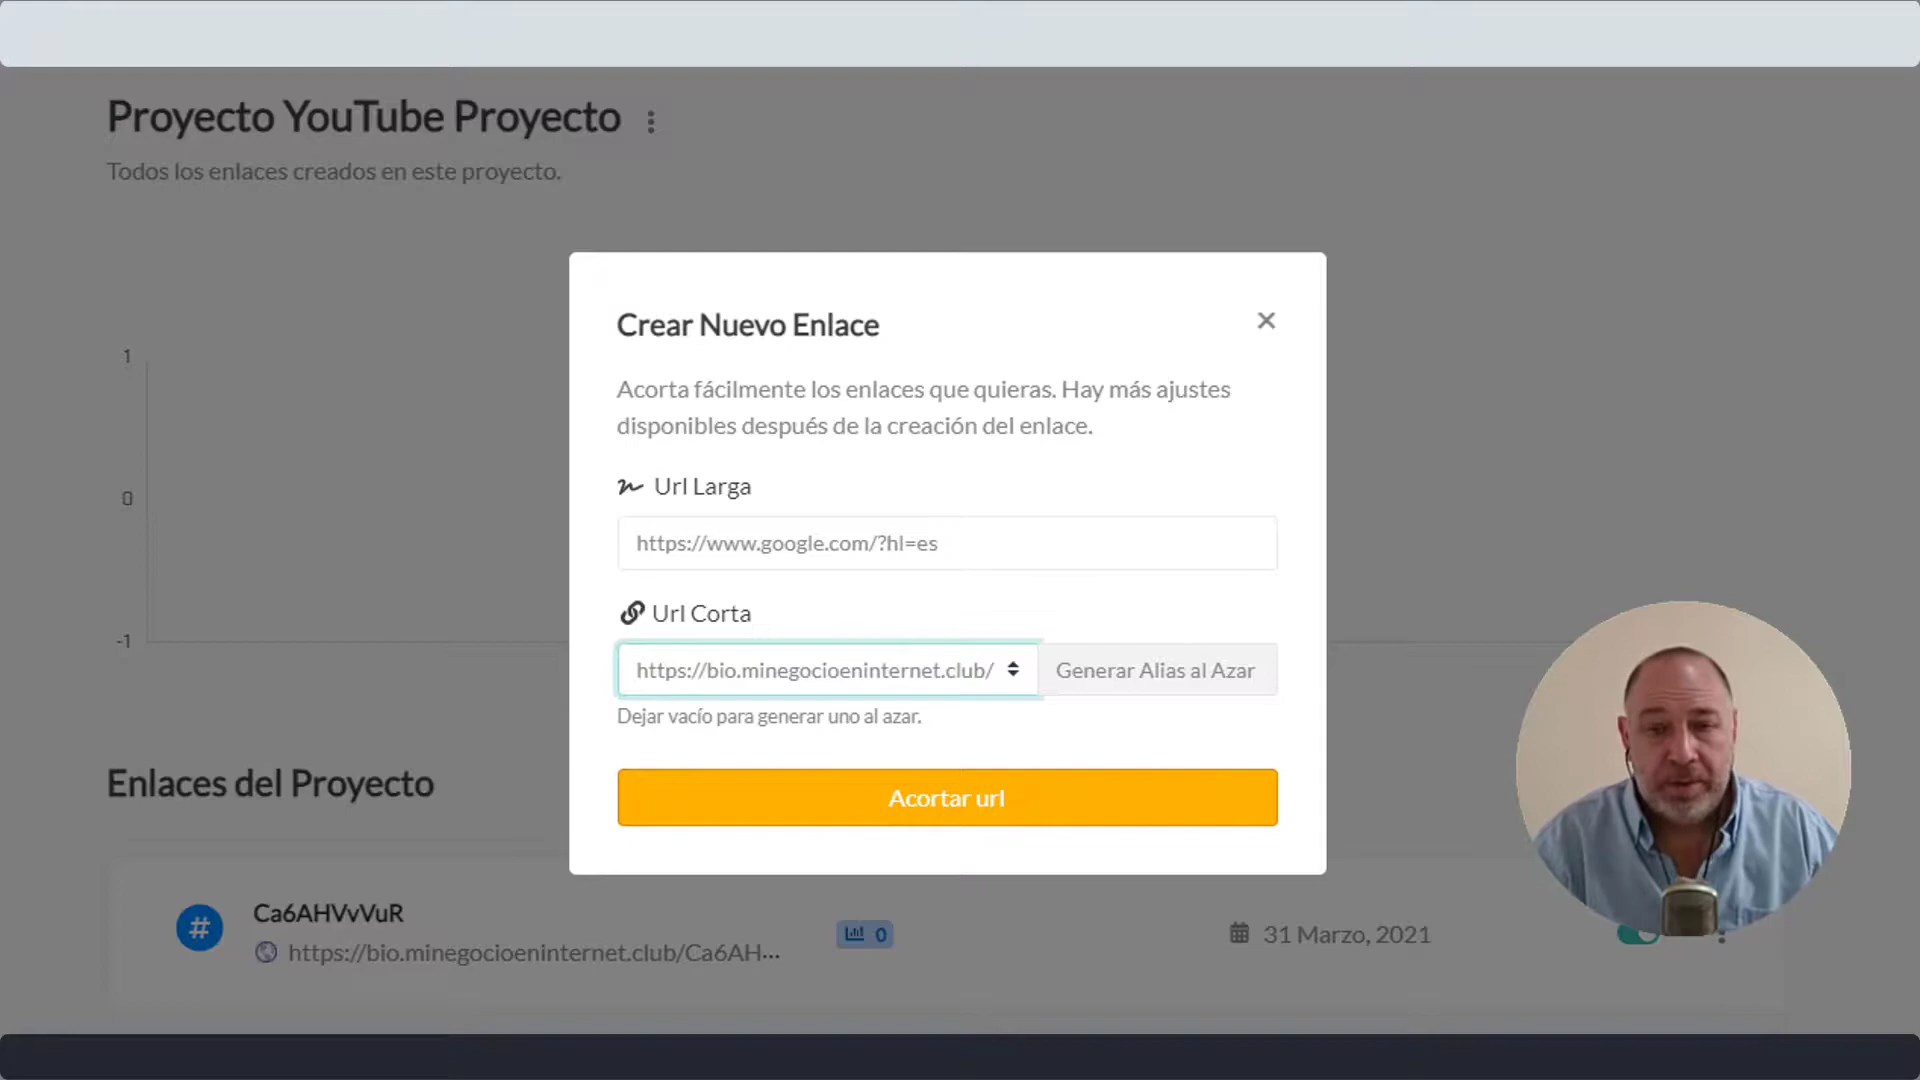 Proyecto YouTube Proyecto
Todos los enlaces creados en este proyecto.
1
0
-1
Crear Nuevo Enlace
Acorta fácilmente los enlaces que quieras. Hay más ajustes
disponibles después de la creación del enlace.
Url Larga
https://www.google.com/?hl=es
Url Corta
https://bio.minegocioeninternet.club/
Generar Alias al Azar
Dejar vacío para generar uno al azar.
Acortar url
Enlaces del Proyecto
#
Ca6AHVvVuR
https://bio.minegocioeninternet.club/Ca6AH...
0
31 Marzo, 2021